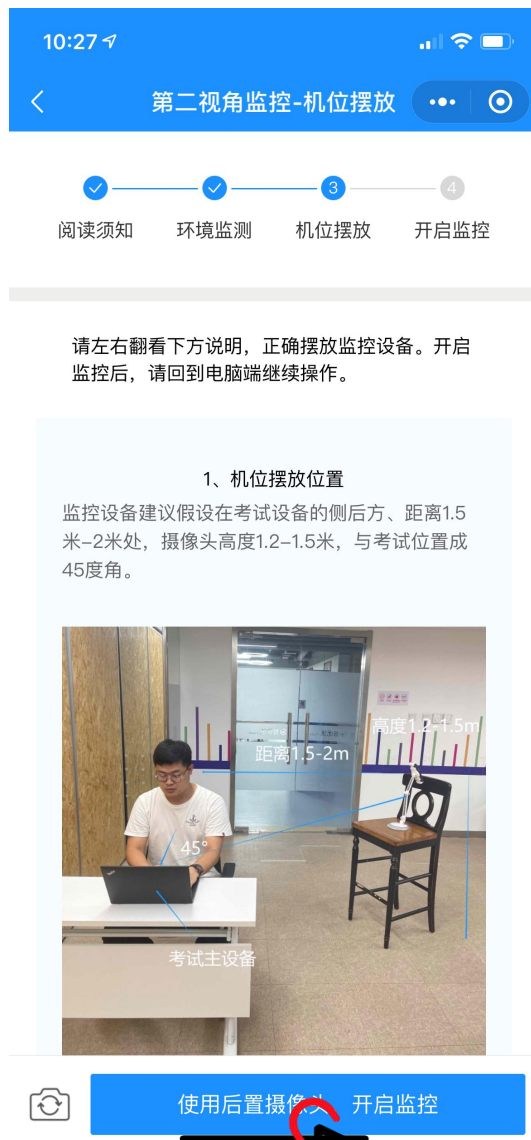 10:27
第二视角监控-机位摆放
3
4
阅读须知
环境监测
机位摆放
开启监控
请左右翻看下方说明，正确摆放监控设备。开启
监控后，请回到电脑端继续操作。
1、机位摆放位置
监控设备建议假设在考试设备的侧后方、距离1.5
米-2米处，摄像头高度1.2-1.5米，与考试位置成
45度角。
高度1.2-1.5m
距离1.5-2m
45°
考试主设备
使用后置摄像头 开启监控